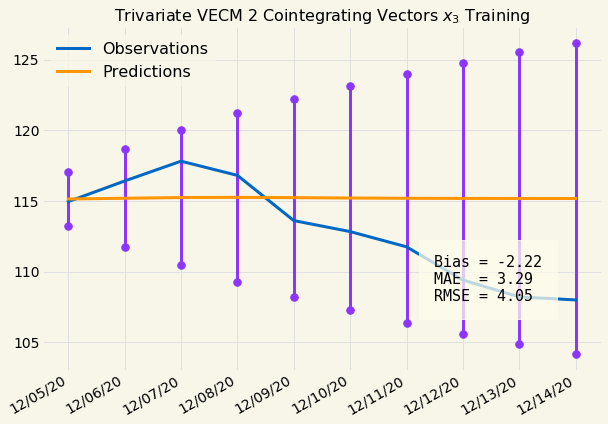 Trivariate VECM 2 Cointegrating Vectors x₃ Training
Observations
Predictions
125
120
115
110
105
Bias = -2.22
MAE  = 3.29
RMSE = 4.05
12/05/20
12/06/20
12/07/20
12/08/20
12/09/20
12/10/20
12/11/20
12/12/20
12/13/20
12/14/20